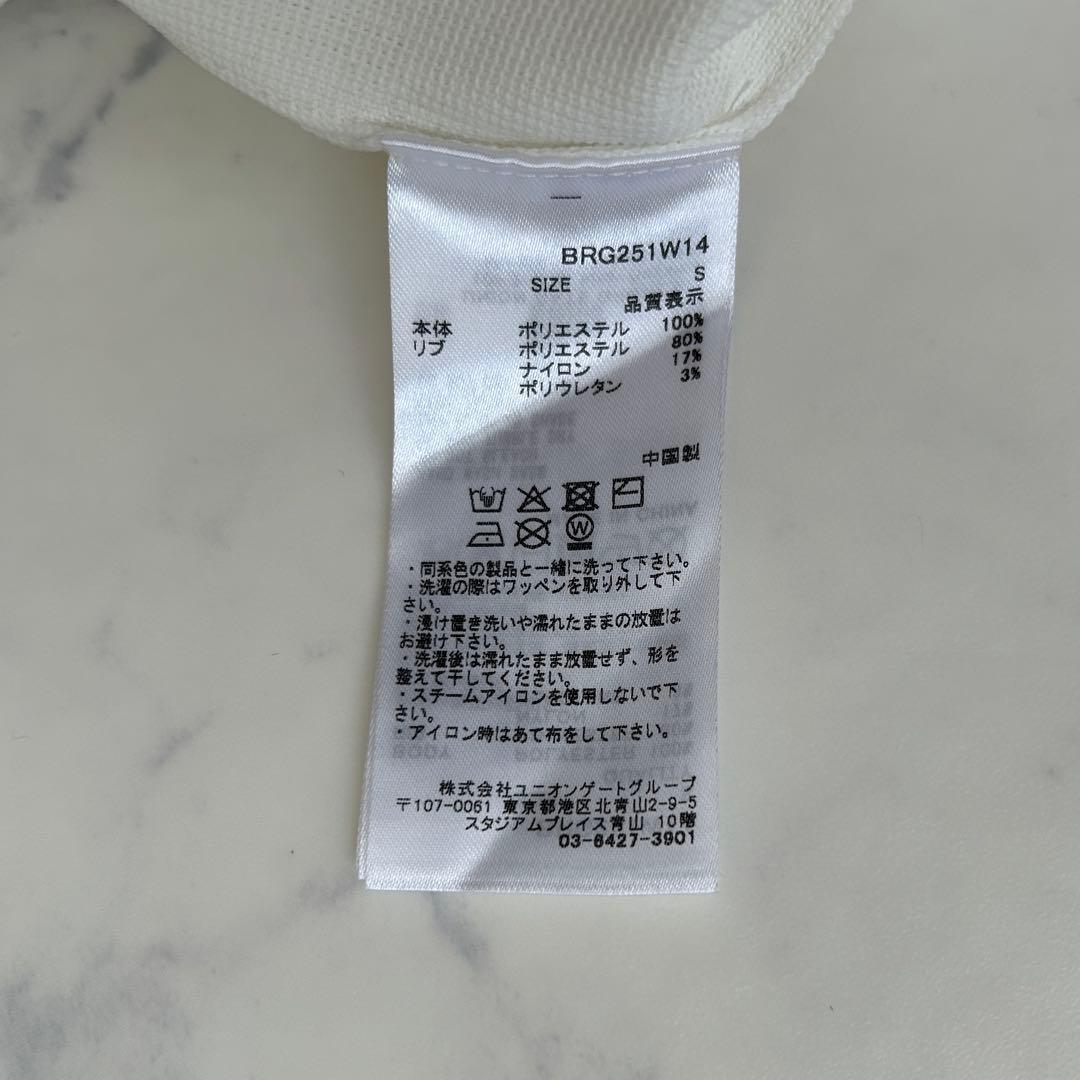 BRG251W14
SIZE S
品質表示
本体 ポリエステル 100%
リブ ポリエステル 80%
ナイロン 17%
ポリウレタン 3%
中国製
W
・同系色の製品と一緒に洗って下さい。
・洗濯の際はワッペンを取り外して下
さい。
・浸け置き洗いや濡れたままの放置は
お避け下さい。
・洗濯後は濡れたまま放置せず、形を
整えて干してください。
・スチームアイロンを使用しないで下
さい。
・アイロン時はあて布をして下さい。
株式会社ユニオンゲートグループ
〒107-0061 東京都港区北青山2-9-5
スタジアムプレイス青山 10階
03-6427-3901